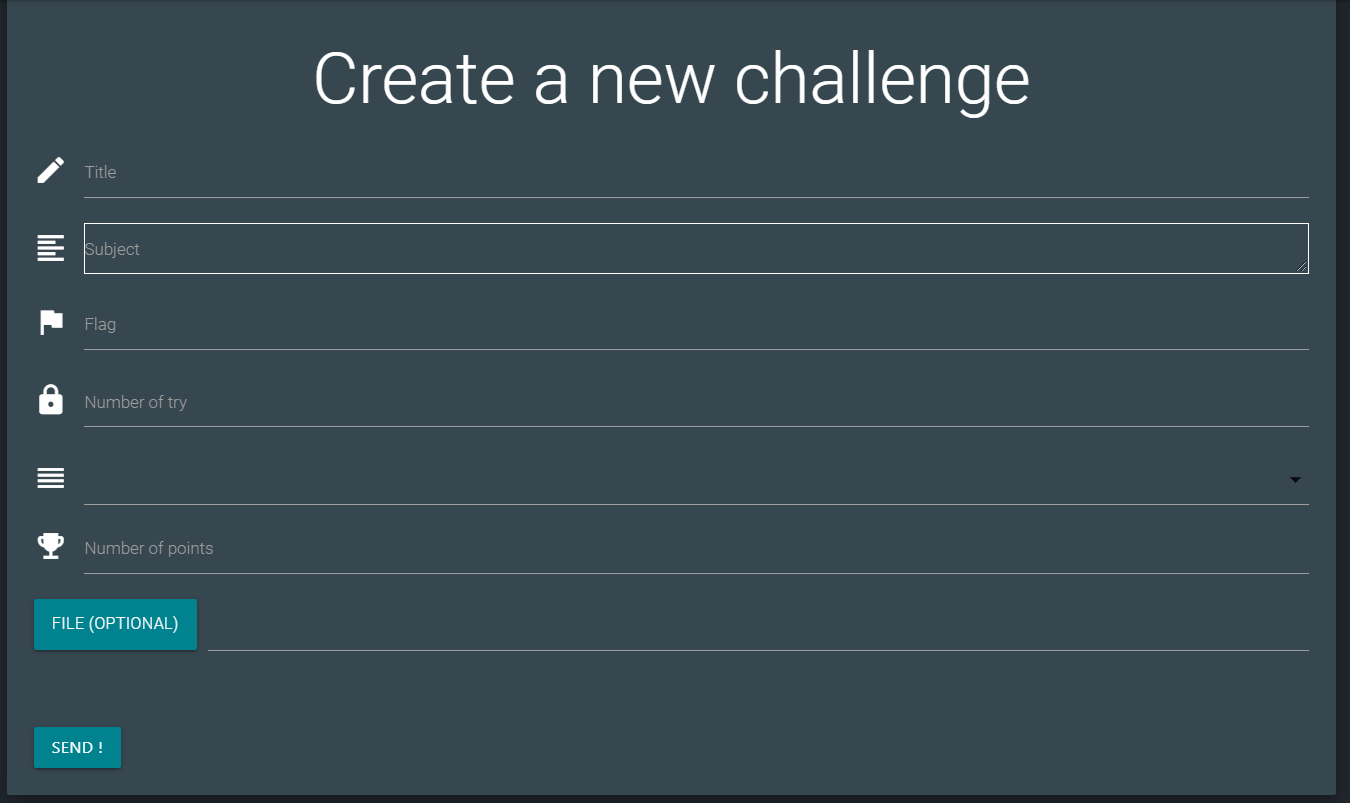 Create a new challenge
Title
Subject
Flag
Number of try
Number of points
FILE (OPTIONAL)
SEND !